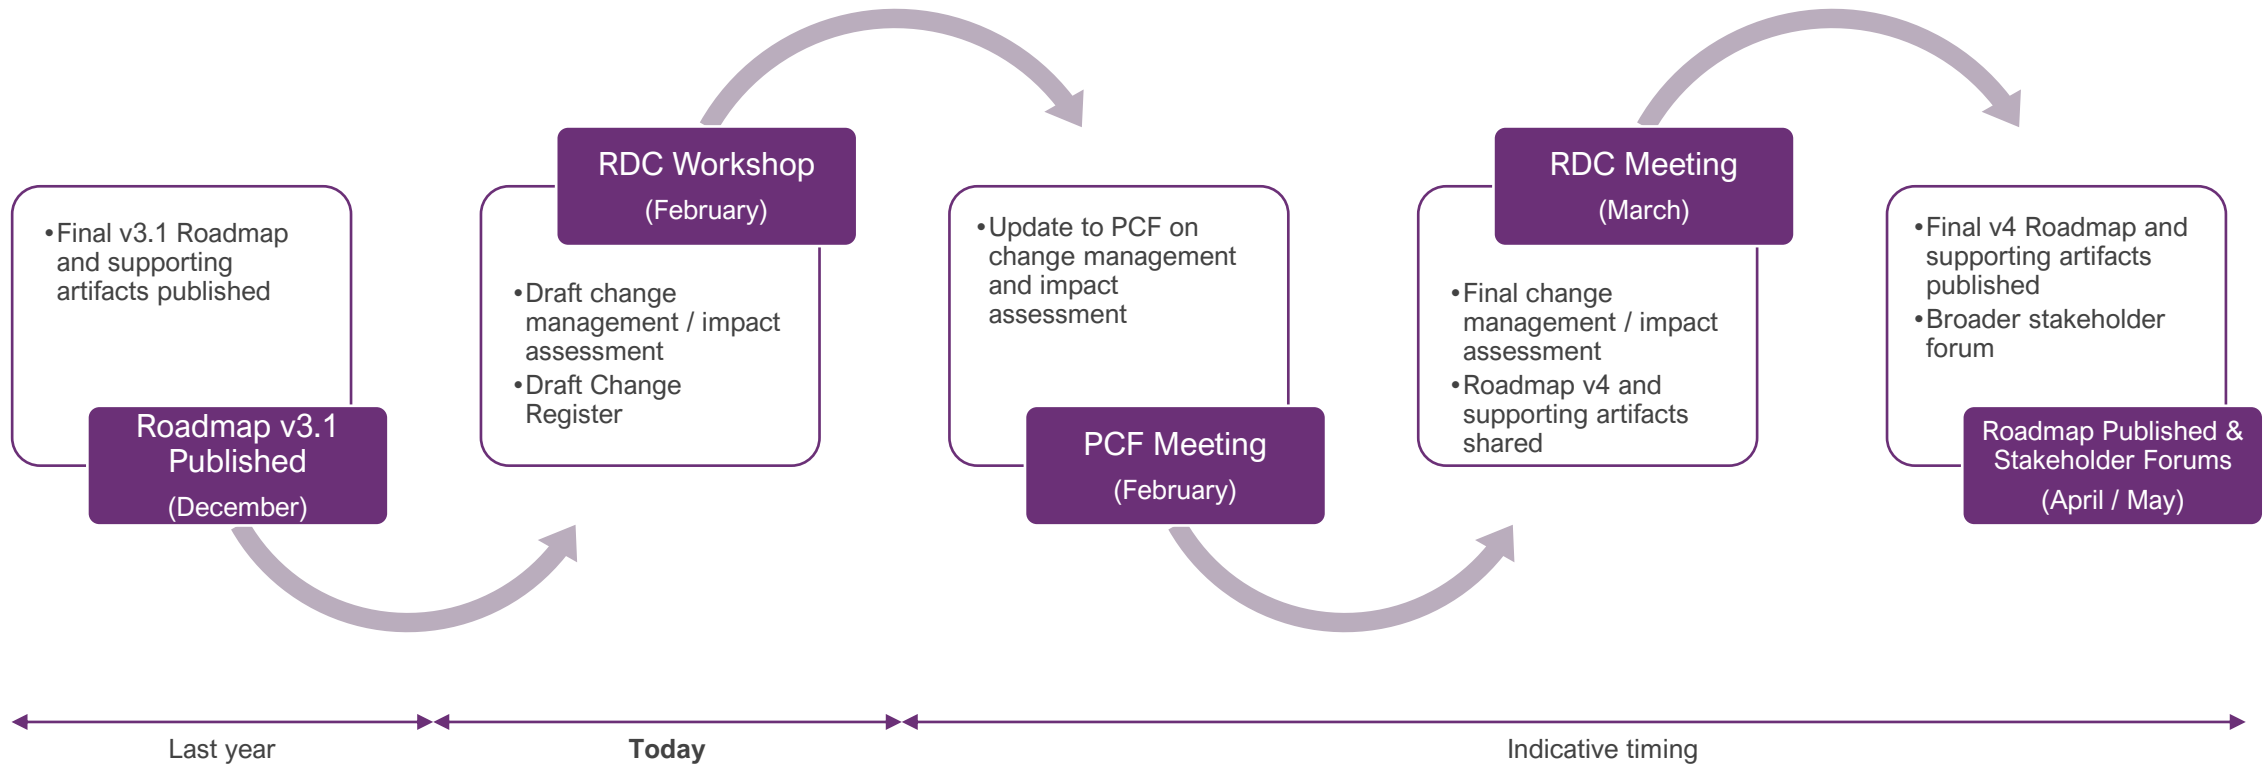 •Final v3.1 Roadmap
and supporting
artifacts published
Roadmap v3.1
Published
(December)
RDC Workshop
(February)
•Draft change
management / impact
assessment
•Draft Change
Register
•Update to PCF on
change management
and impact
assessment
PCF Meeting
(February)
RDC Meeting
(March)
•Final change
management / impact
assessment
•Roadmap v4 and
supporting artifacts
shared
•Final v4 Roadmap and
supporting artifacts
published
•Broader stakeholder
forum
Roadmap Published &
Stakeholder Forums
(April / May)
Last year
Today
Indicative timing